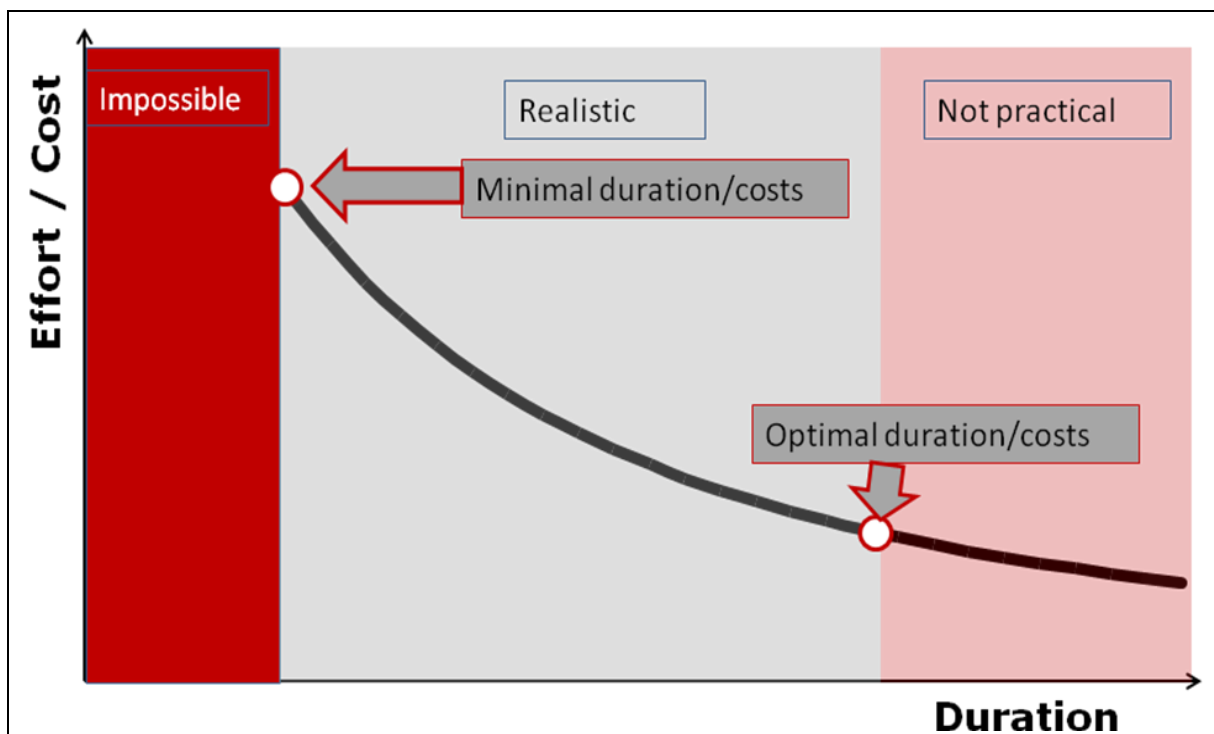 Effort / Cost
Impossible
Realistic
Not practical
Minimal duration/costs
Optimal duration/costs
Duration